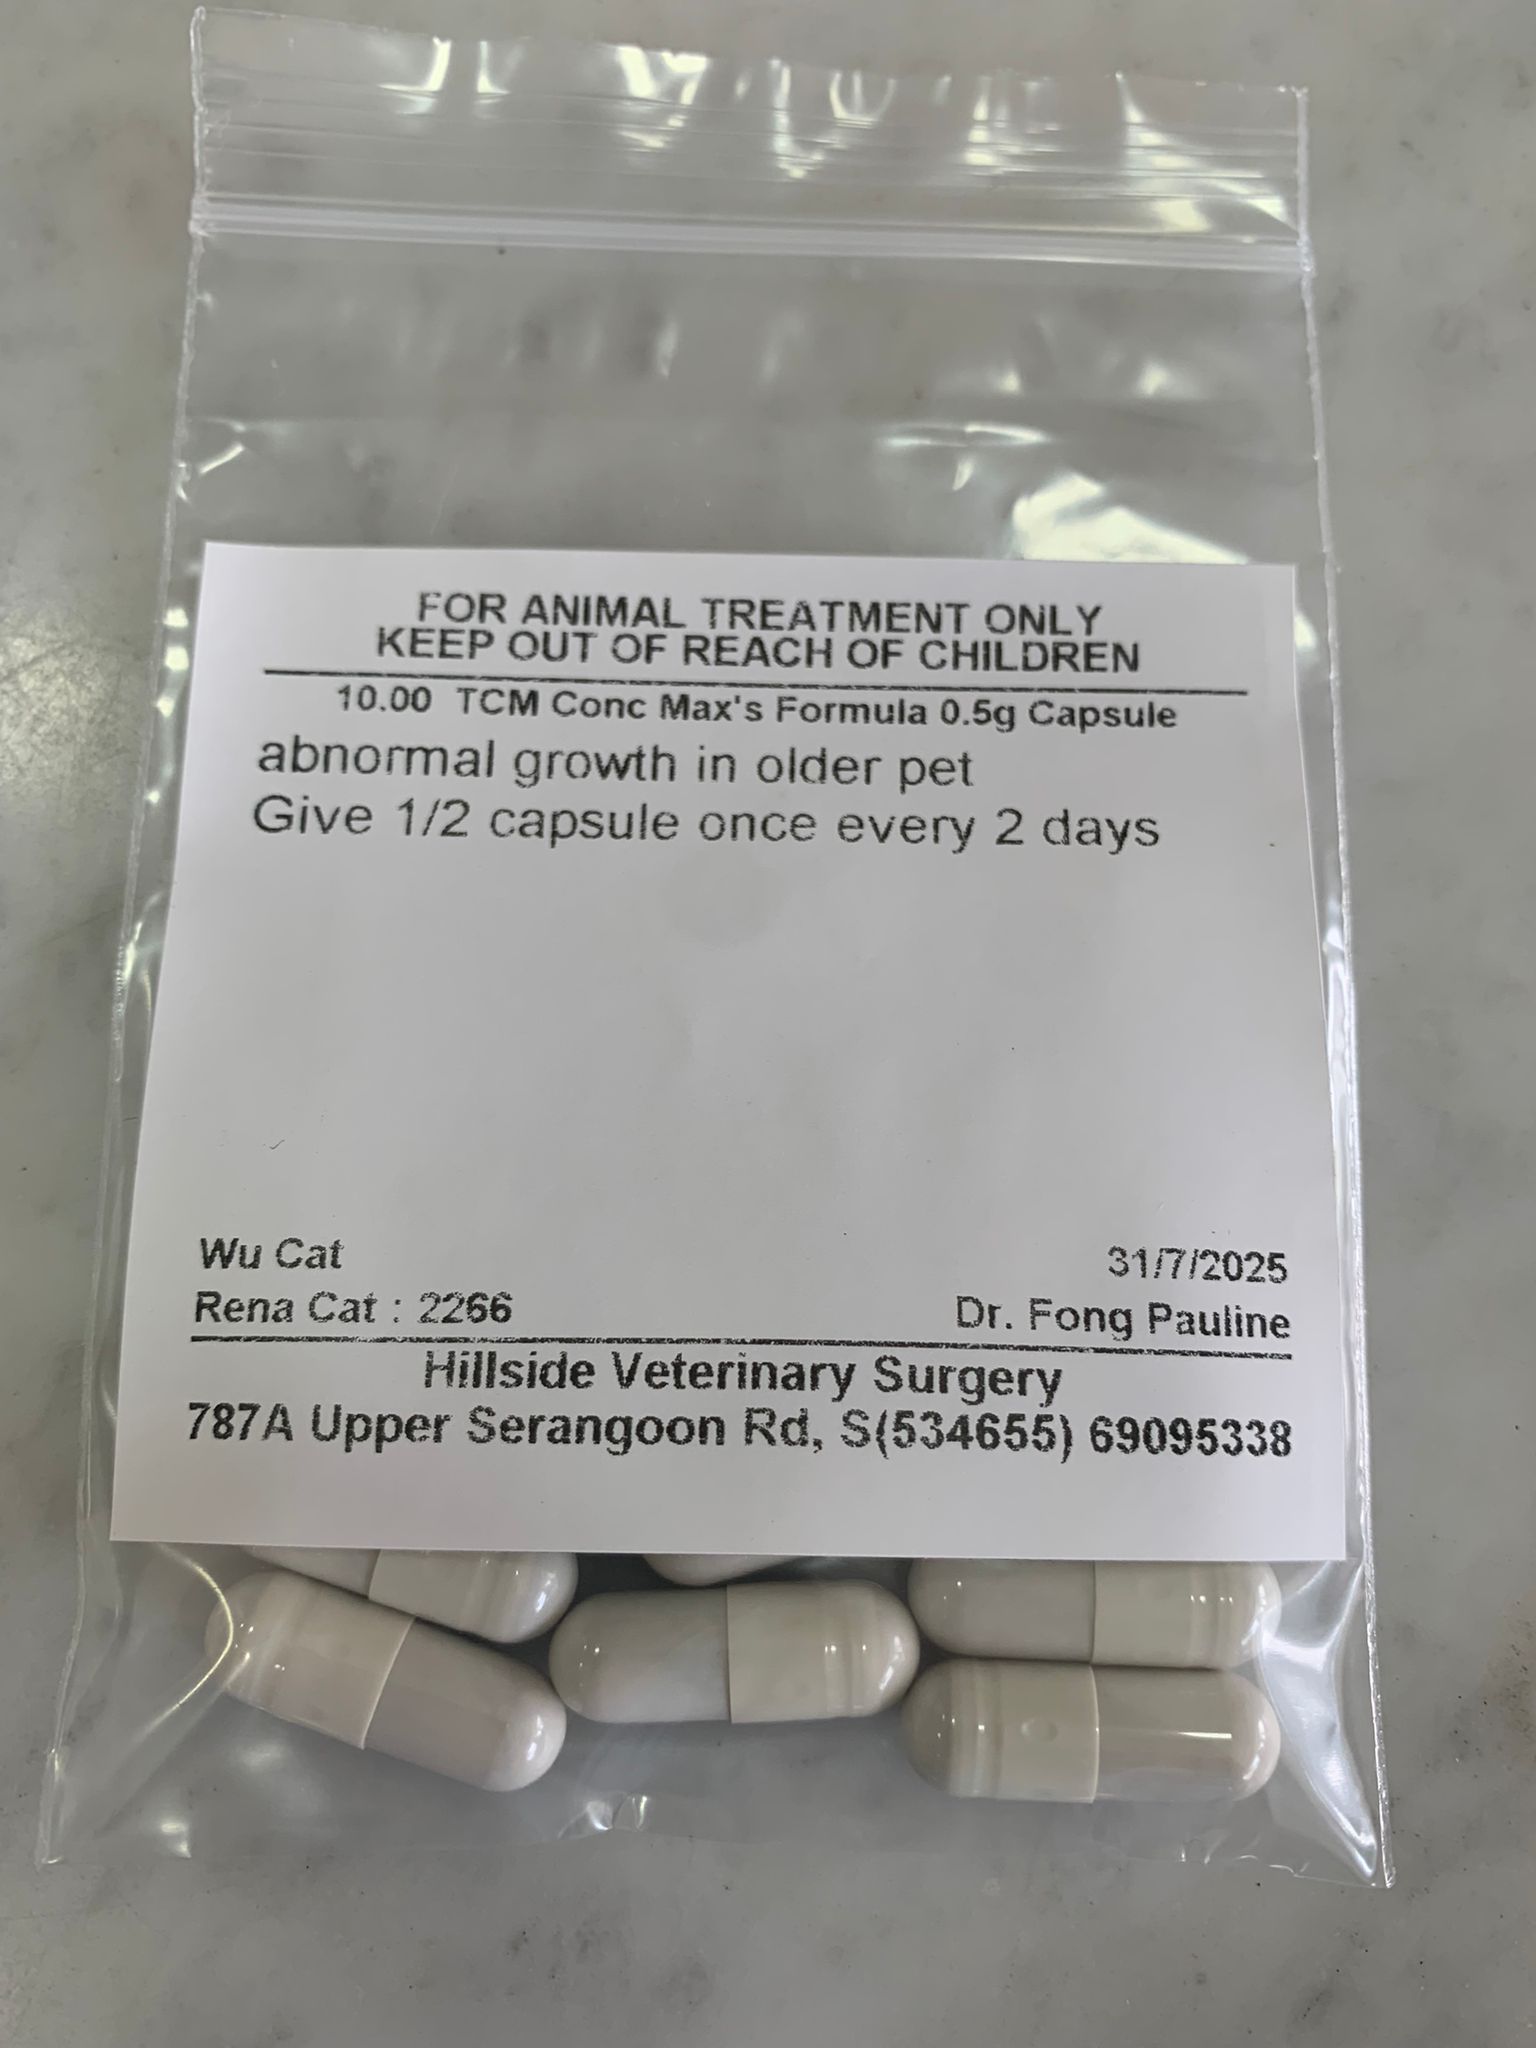 FOR ANIMAL TREATMENT ONLY
KEEP OUT OF REACH OF CHILDREN
10.00 TCM Conc Max's Formula 0.5g Capsule
abnormal growth in older pet
Give 1/2 capsule once every 2 days
Wu Cat 31/7/2025
Rena Cat : 2266 Dr. Fong Pauline
Hillside Veterinary Surgery
787A Upper Serangoon Rd, S(534655) 69095338